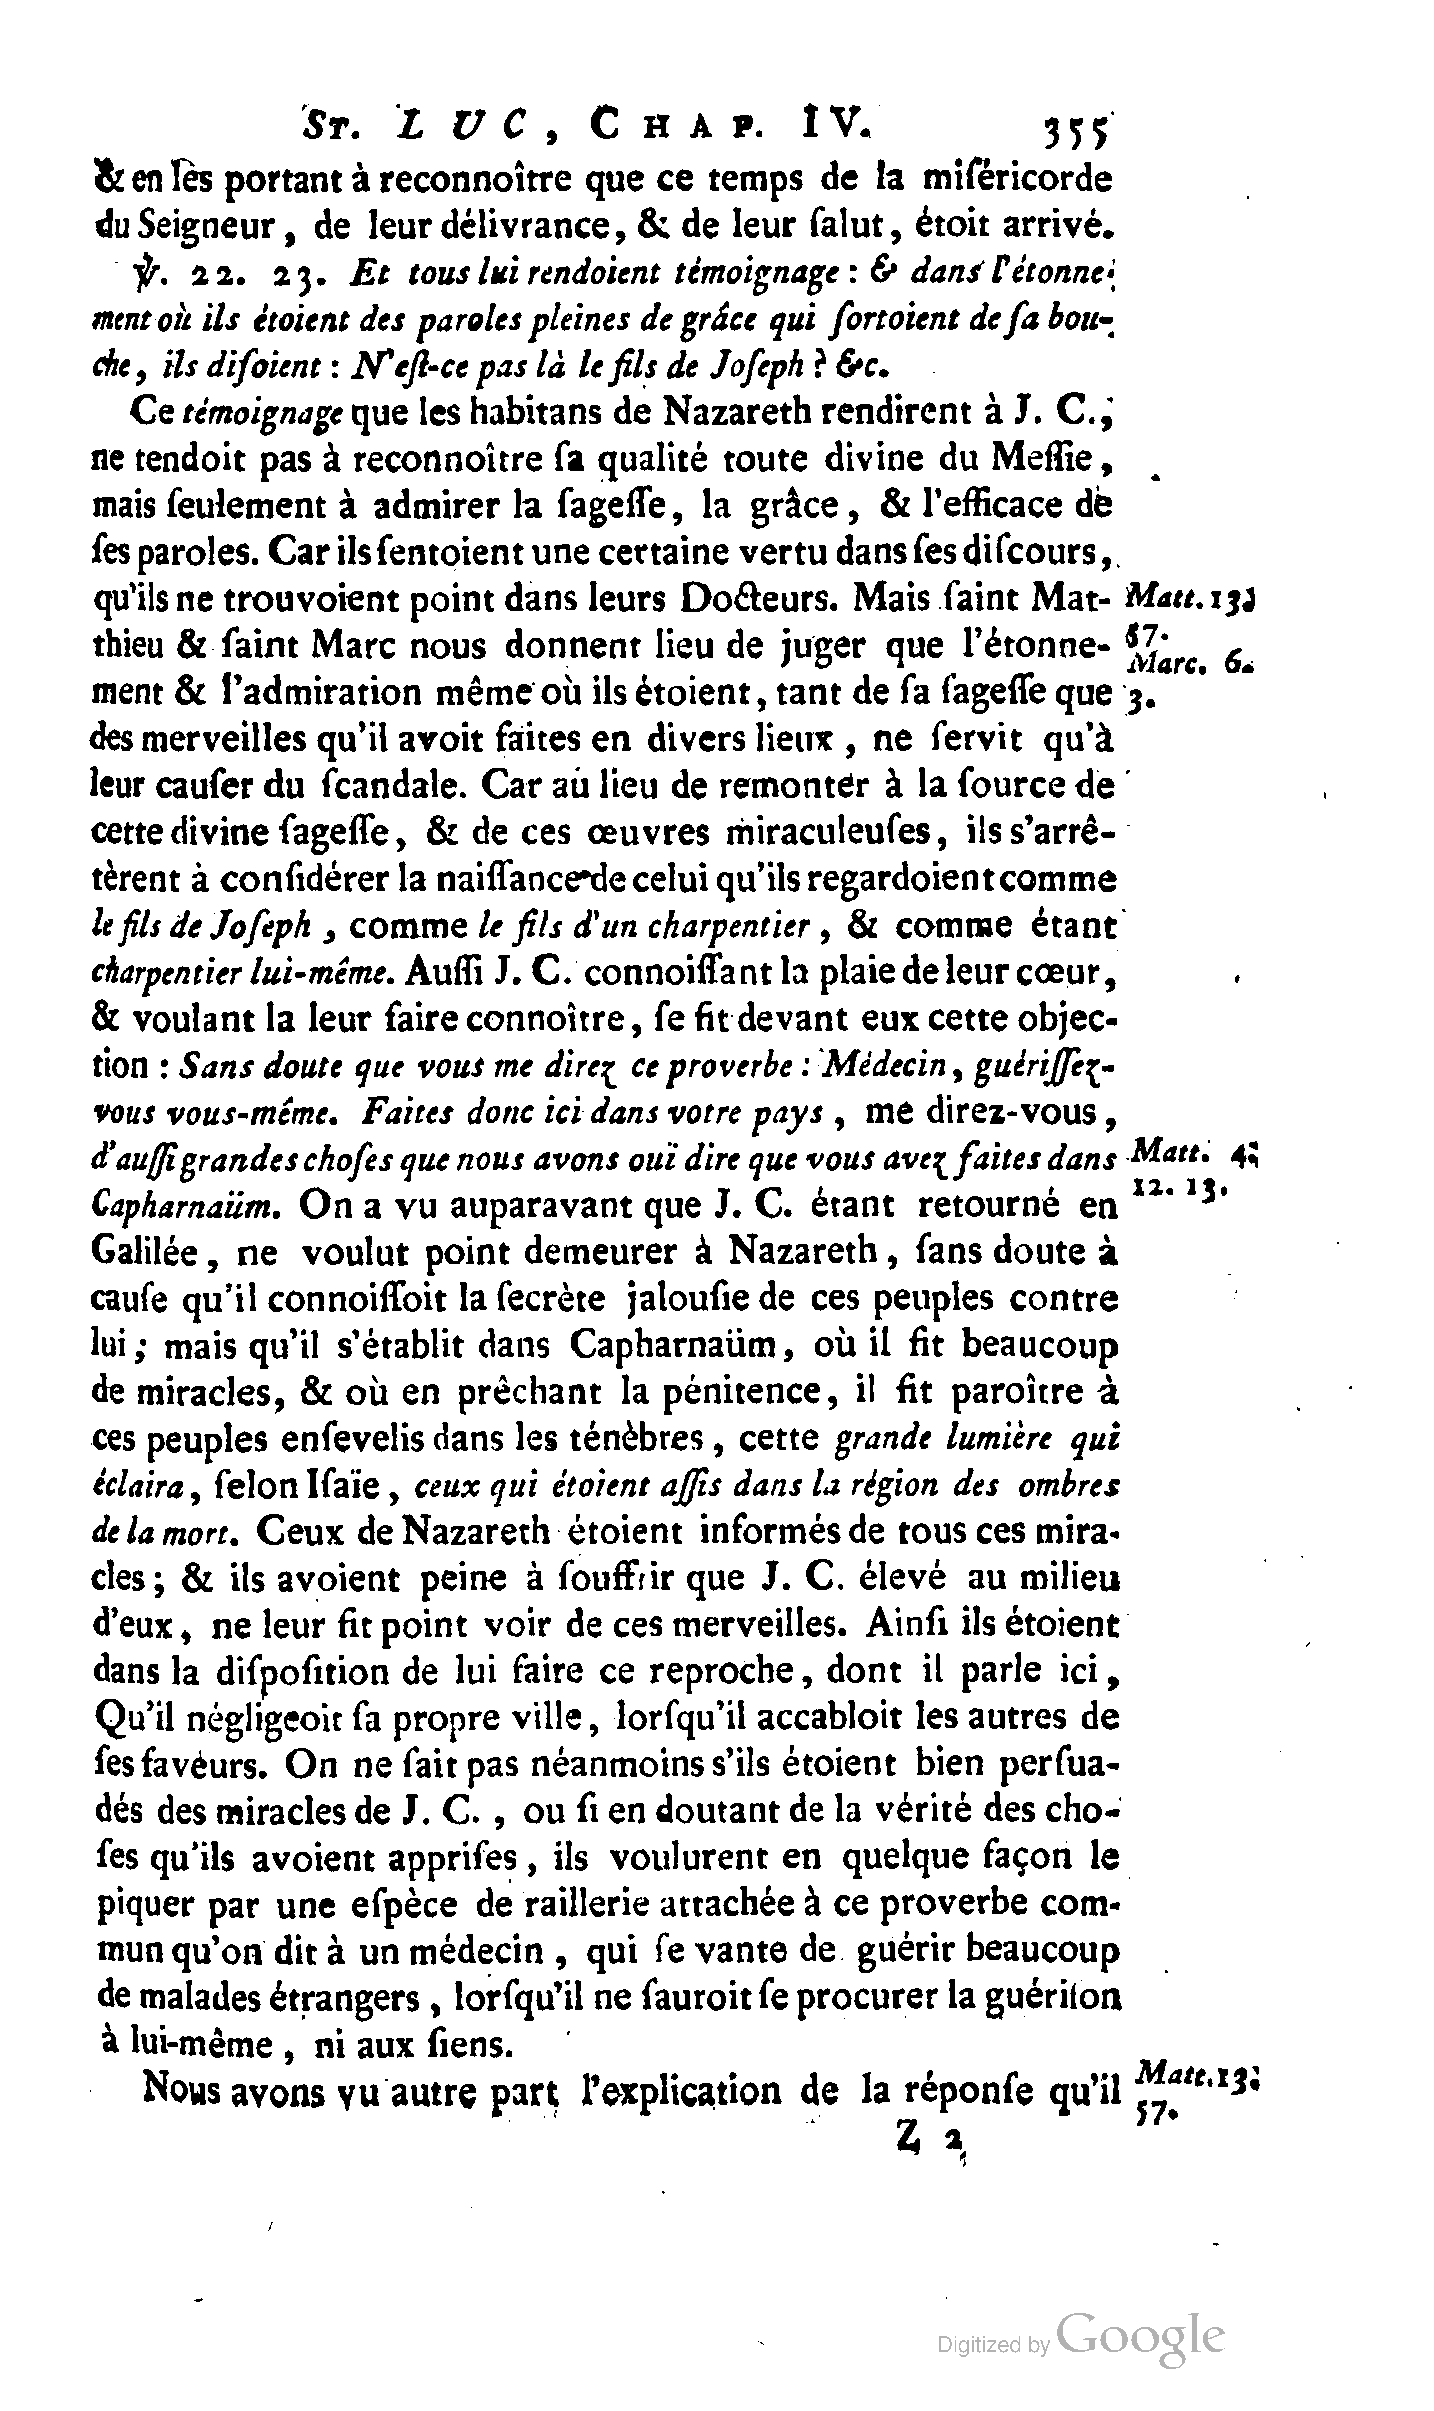 St. LUC, CHAP. IV. 355
& en les portant à reconnoître que ce temps de la miſéricorde
du Seigneur, de leur délivrance, & de leur ſalut, étoit arrivé.
℣. 22. 23. Et tous lui rendoient témoignage : & dans l'étonne-
ment où ils étoient des paroles pleines de grâce qui ſortoient de ſa bou-
che, ils diſoient : N'eſt-ce pas là le fils de Joſeph ? &c.
Ce témoignage que les habitans de Nazareth rendirent à J. C.,
ne tendoit pas à reconnoître ſa qualité toute divine du Meſſie,
mais ſeulement à admirer la ſageſſe, la grâce, & l'efficace de
ſes paroles. Car ils ſentoient une certaine vertu dans ſes diſcours,
qu'ils ne trouvoient point dans leurs Docteurs. Mais ſaint Mat- Matt. 13.
thieu & ſaint Marc nous donnent lieu de juger que l'étonne- 57.
Marc. 6.
ment & l'admiration même où ils étoient, tant de ſa ſageſſe que 3.
des merveilles qu'il avoit faites en divers lieux, ne ſervit qu'à
leur cauſer du ſcandale. Car au lieu de remonter à la ſource de
cette divine ſageſſe, & de ces œuvres miraculeuſes, ils s'arrê-
tèrent à conſidérer la naiſſance de celui qu'ils regardoient comme
le fils de Joſeph, comme le fils d'un charpentier, & comme étant
charpentier lui-même. Auſſi J. C. connoiſſant la plaie de leur cœur,
& voulant la leur faire connoître, ſe fit devant eux cette objec-
tion : Sans doute que vous me direz ce proverbe : Médecin, guériſſez-
vous vous-même. Faites donc ici dans votre pays, me direz-vous,
d'auſſi grandes choſes que nous avons ouï dire que vous avez faites dans Matt. 4.
Capharnaüm. On a vu auparavant que J. C. étant retourné en 12. 13.
Galilée, ne voulut point demeurer à Nazareth, ſans doute à
cauſe qu'il connoiſſoit la ſecrète jalouſie de ces peuples contre
lui; mais qu'il s'établit dans Capharnaüm, où il fit beaucoup
de miracles, & où en prêchant la pénitence, il fit paroître à
ces peuples enſevelis dans les ténèbres, cette grande lumière qui
éclaira, ſelon Iſaïe, ceux qui étoient aſſis dans la région des ombres
de la mort. Ceux de Nazareth étoient informés de tous ces mira-
cles; & ils avoient peine à ſouffrir que J. C. élevé au milieu
d'eux, ne leur fit point voir de ces merveilles. Ainſi ils étoient
dans la diſpoſition de lui faire ce reproche, dont il parle ici,
Qu'il négligeoit ſa propre ville, lorſqu'il accabloit les autres de
ſes faveurs. On ne ſait pas néanmoins s'ils étoient bien perſua-
dés des miracles de J. C., ou ſi en doutant de la vérité des cho-
ſes qu'ils avoient appriſes, ils voulurent en quelque façon le
piquer par une eſpèce de raillerie attachée à ce proverbe com-
mun qu'on dit à un médecin, qui ſe vante de guérir beaucoup
de malades étrangers, lorſqu'il ne ſauroit ſe procurer la guériſon
à lui-même, ni aux ſiens.
Nous avons vu autre part l'explication de la réponſe qu'il Matt. 13.
57.
Z 2
Digitized by Google